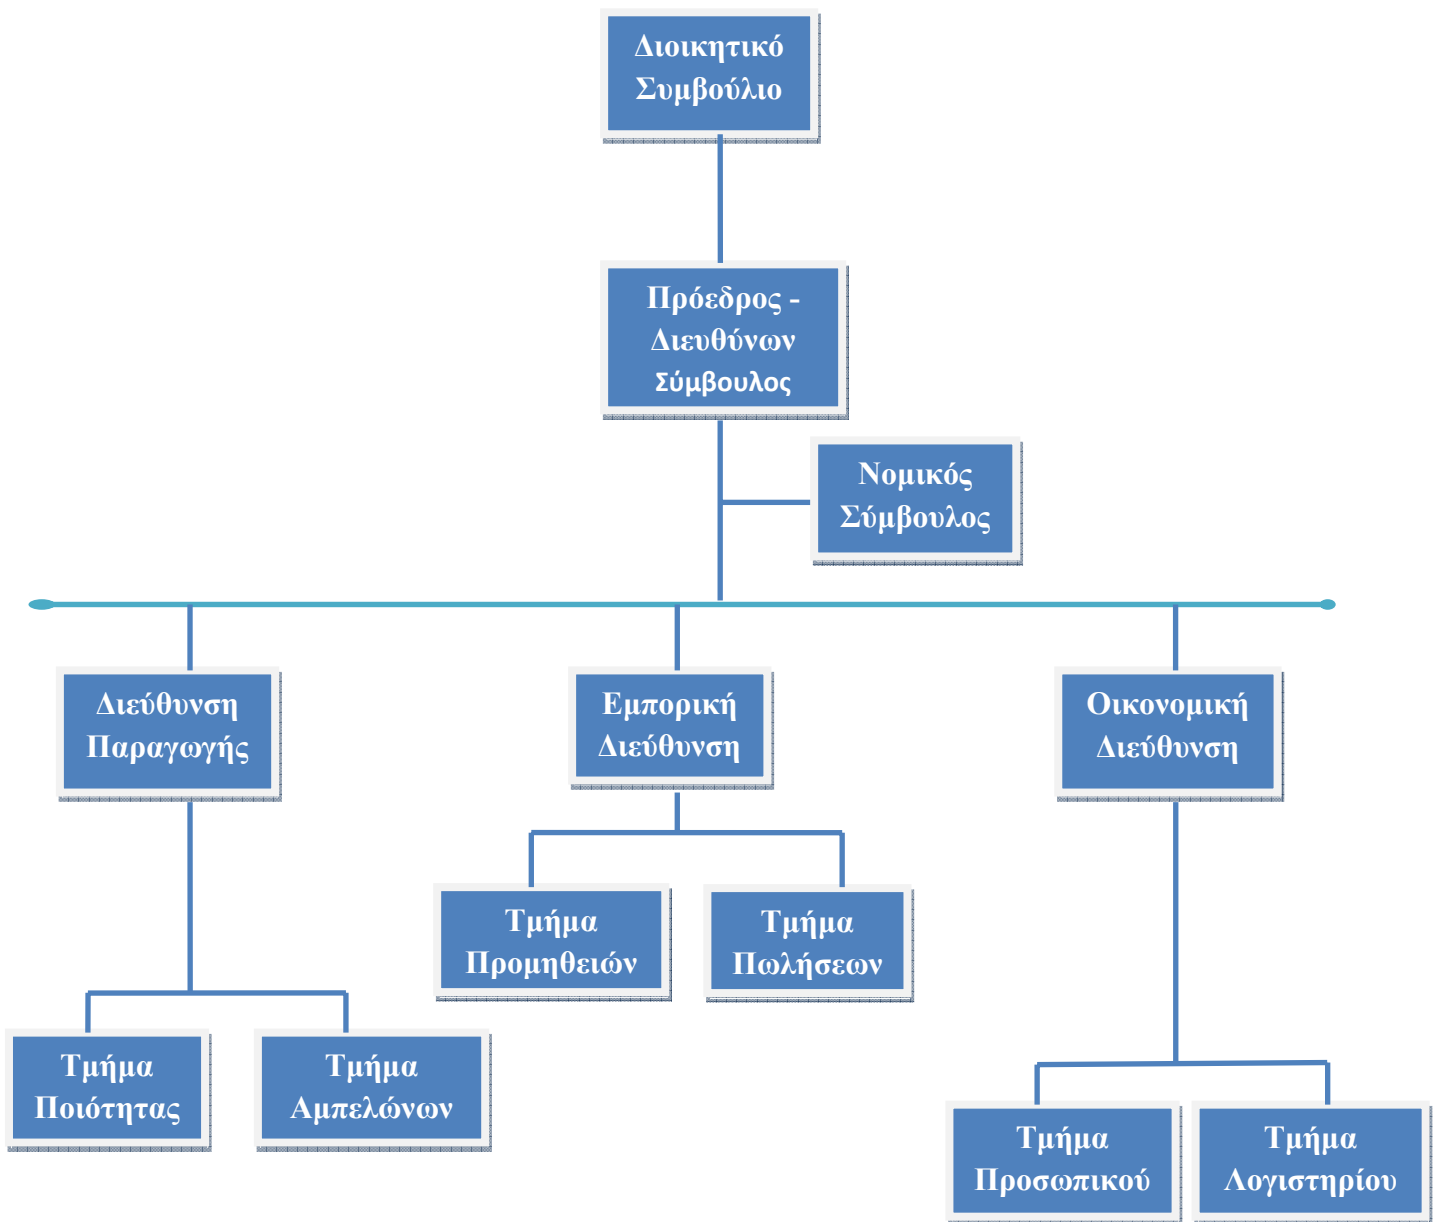 Διοικητικό
Συμβούλιο
Πρόεδρος -
Διευθύνων
Σύμβουλος
Νομικός
Σύμβουλος
Διεύθυνση
Παραγωγής
Εμπορική
Διεύθυνση
Οικονομική
Διεύθυνση
Τμήμα
Προμηθειών
Τμήμα
Πωλήσεων
Τμήμα
Ποιότητας
Τμήμα
Αμπελώνων
Τμήμα
Προσωπικού
Τμήμα
Λογιστηρίου